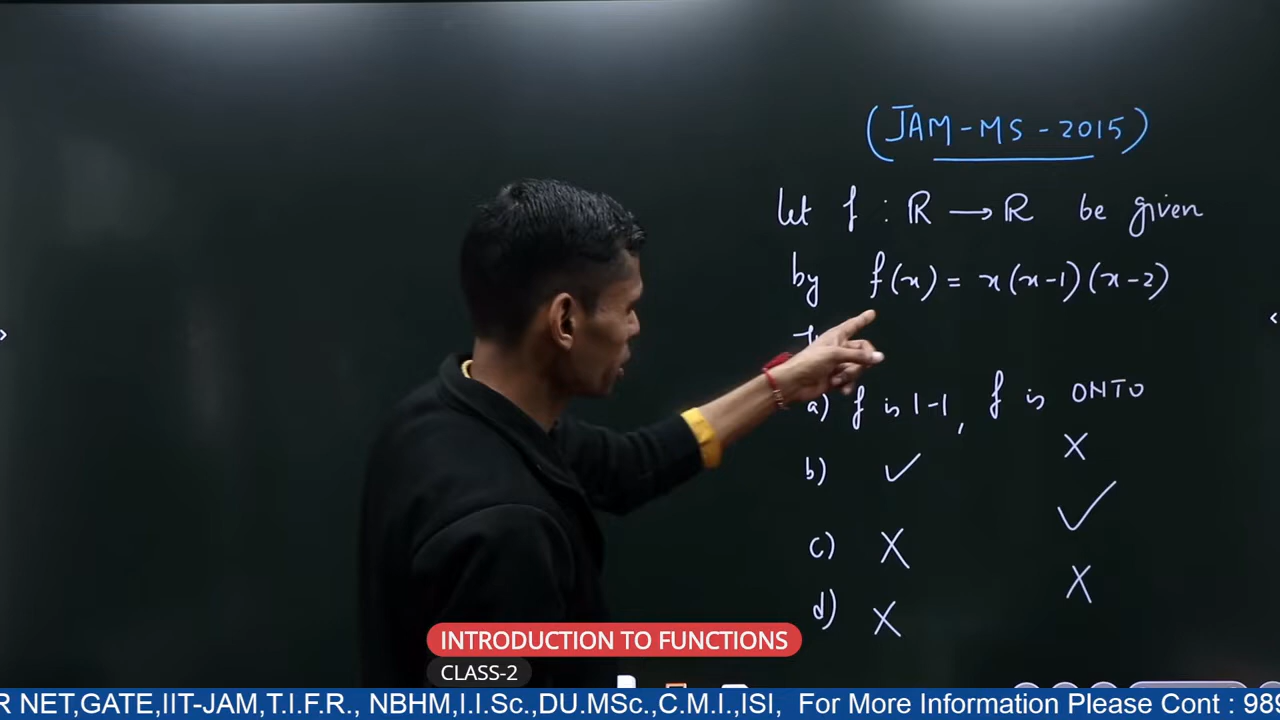 (JAM-MS-2015)
let f : ℝ → ℝ be given
by f(x) = x(x-1)(x-2)
a) f is 1-1, f is ONTO
b) ✓ X
c) X ✓
d) X X
INTRODUCTION TO FUNCTIONS
CLASS-2
R NET,GATE,IIT-JAM,T.I.F.R., NBHM,I.I.Sc.,DU.MSc.,C.M.I.,ISI, For More Information Please Cont : 989